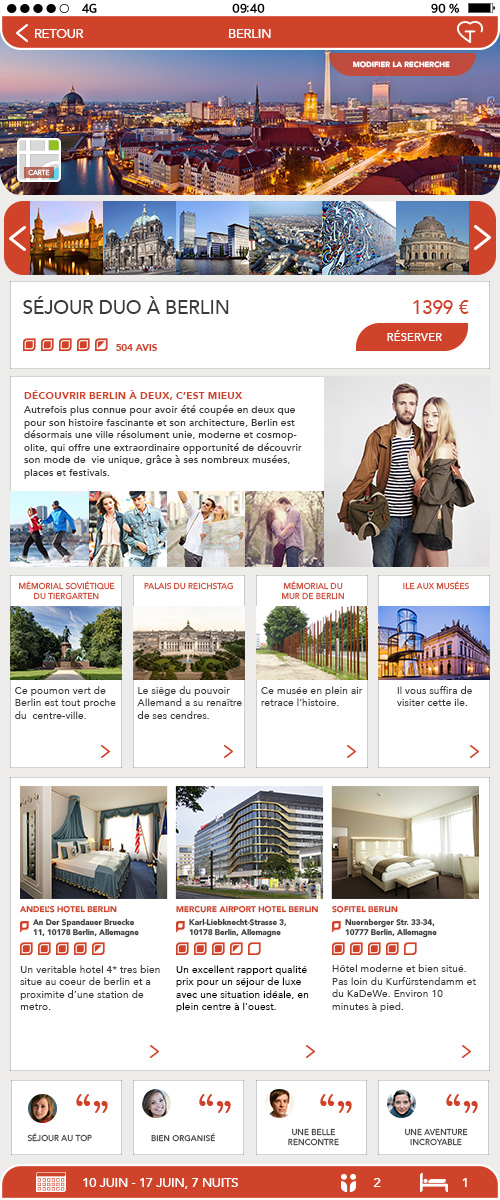 4G 09:40 90 %
RETOUR BERLIN
MODIFIER LA RECHERCHE
CARTE
SÉJOUR DUO À BERLIN 1399 €
504 AVIS RÉSERVER
DÉCOUVRIR BERLIN À DEUX, C'EST MIEUX
Autrefois plus connue pour avoir été coupée en deux que
pour son histoire fascinante et son architecture, Berlin est
désormais une ville résolument unie, moderne et cosmop-
olite, qui offre une extraordinaire opportunité de découvrir
son mode de vie unique, grâce à ses nombreux musées,
places et festivals.
MÉMORIAL SOVIÉTIQUE
DU TIERGARTEN
Ce poumon vert de
Berlin est tout proche
du centre-ville.
PALAIS DU REICHSTAG
Le siège du pouvoir
Allemand a su renaître
de ses cendres.
MÉMORIAL DU
MUR DE BERLIN
Ce musée en plein air
retrace l'histoire.
ILE AUX MUSÉES
Il vous suffira de
visiter cette ile.
ANDEL'S HOTEL BERLIN
An Der Spandauer Bruecke
11, 10178 Berlin, Allemagne
Un veritable hotel 4* tres bien
situe au coeur de berlin et a
proximite d'une station de
metro.
MERCURE AIRPORT HOTEL BERLIN
Karl-Liebknecht-Strasse 3,
10178 Berlin, Allemagne
Un excellent rapport qualité
prix pour un séjour de luxe
avec une situation idéale, en
plein centre à l'ouest.
SOFITEL BERLIN
Nuernberger Str. 33-34,
10777 Berlin, Allemagne
Hôtel moderne et bien situé.
Pas loin du Kurfürstendamm et
du KaDeWe. Environ 10
minutes à pied.
SÉJOUR AU TOP
BIEN ORGANISÉ
UNE BELLE
RENCONTRE
UNE AVENTURE
INCROYABLE
10 JUIN - 17 JUIN, 7 NUITS 2 1